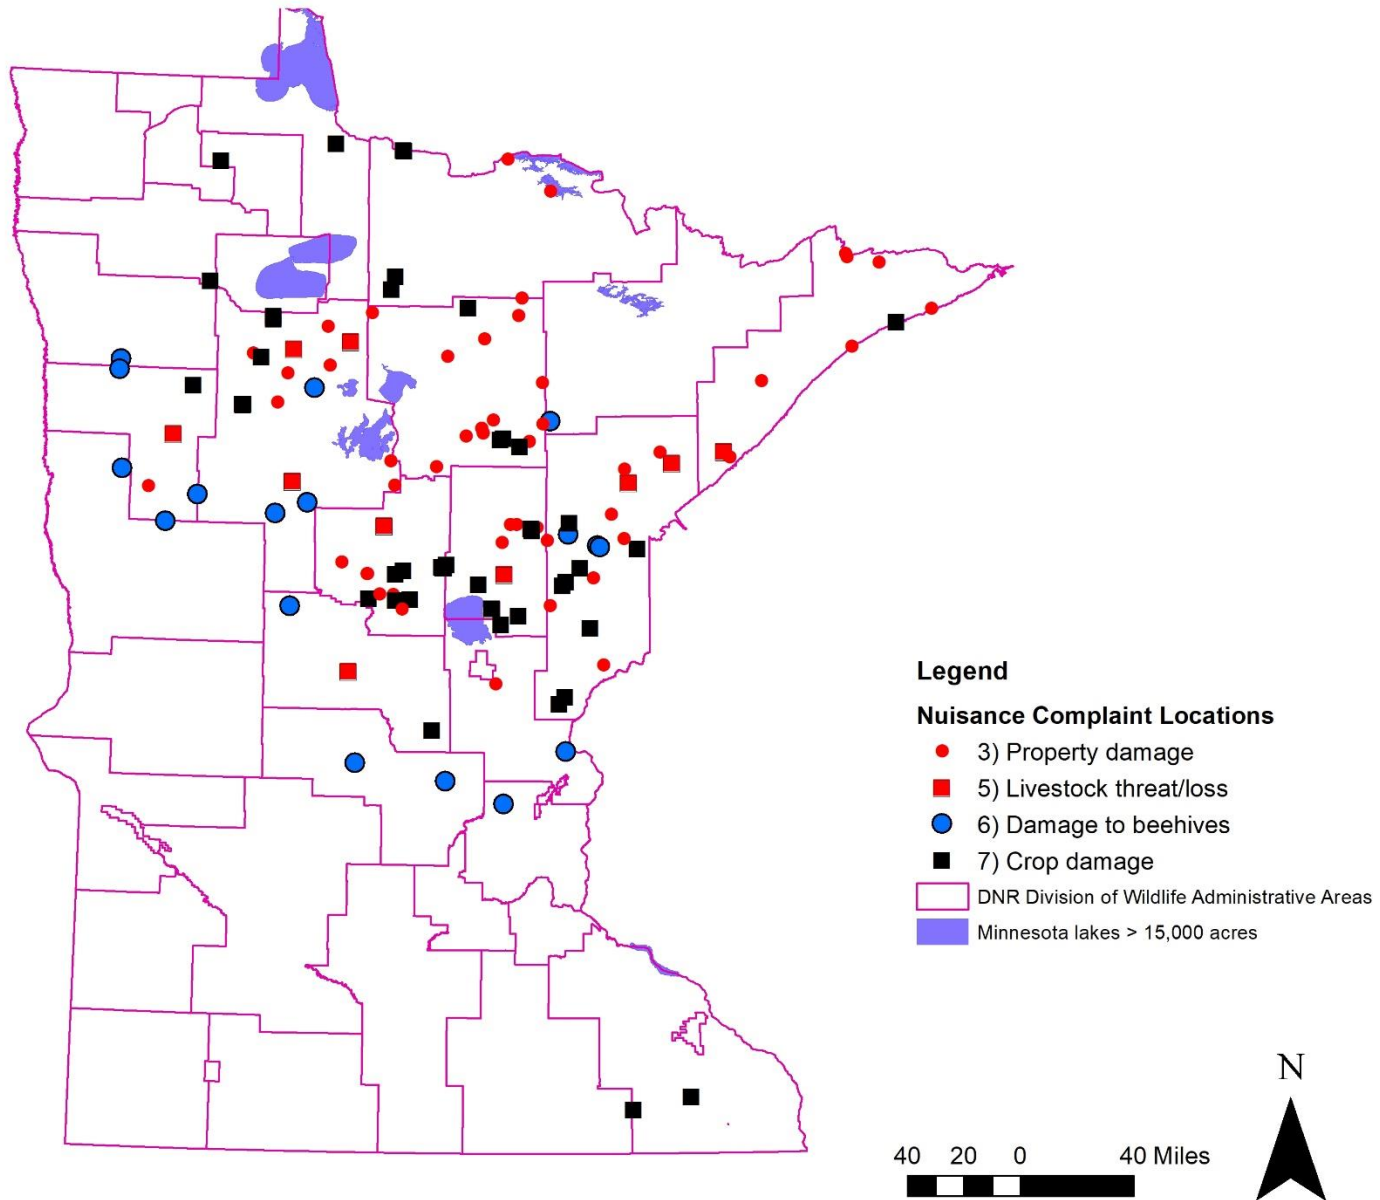 Legend
Nuisance Complaint Locations
3) Property damage
5) Livestock threat/loss
6) Damage to beehives
7) Crop damage
DNR Division of Wildlife Administrative Areas
Minnesota lakes > 15,000 acres
N
40 20 0 40 Miles